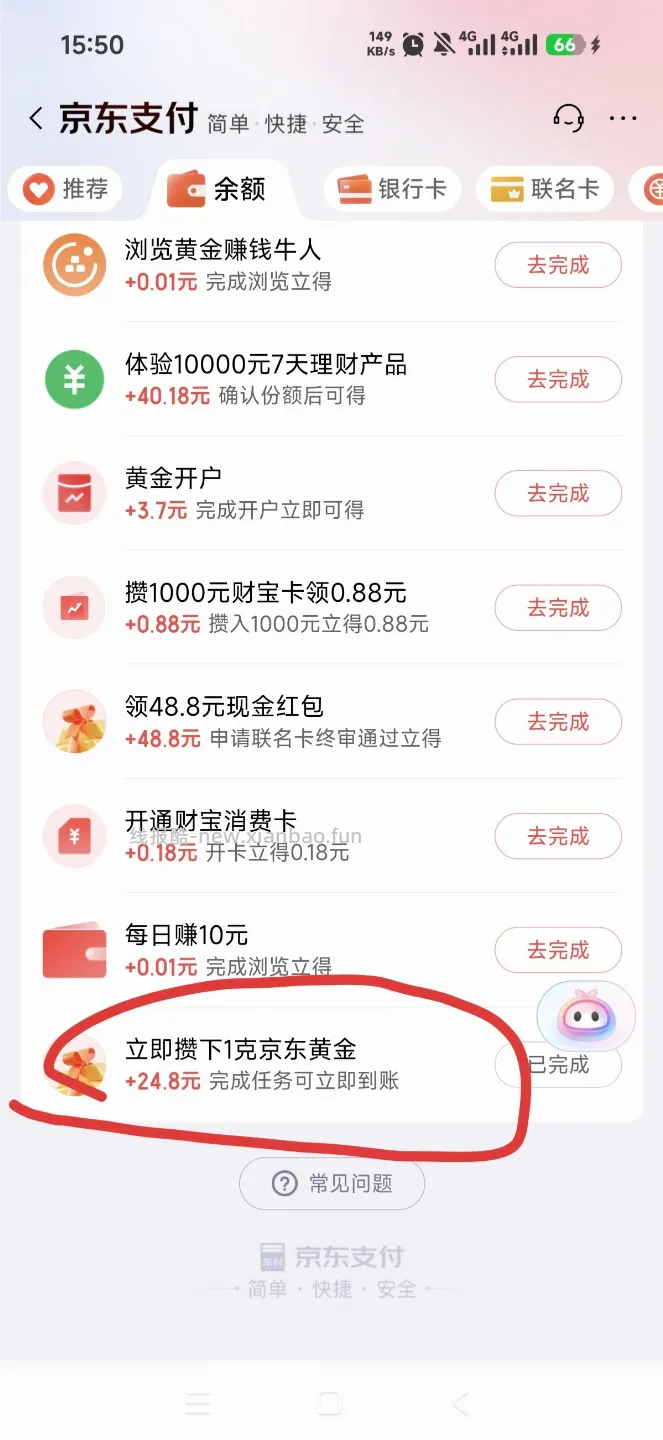 15:50
149 KB/s 4G 4G 66
京东支付 简单·快捷·安全
推荐 余额 银行卡 联名卡
浏览黄金赚钱牛人
+0.01元 完成浏览立得
去完成
体验10000元7天理财产品
+40.18元 确认份额后可得
去完成
黄金开户
+3.7元 完成开户立即可得
去完成
攒1000元财宝卡领0.88元
+0.88元 攒入1000元立得0.88元
去完成
领48.8元现金红包
+48.8元 申请联名卡终审通过立得
去完成
开通财宝消费卡
线报酷-new.xianbao.fun
+0.18元 开卡立得0.18元
去完成
每日赚10元
+0.01元 完成浏览立得
去完成
立即攒下1克京东黄金
+24.8元 完成任务可立即到账
已完成
? 常见问题
东付 京东支付
简单·快捷·安全